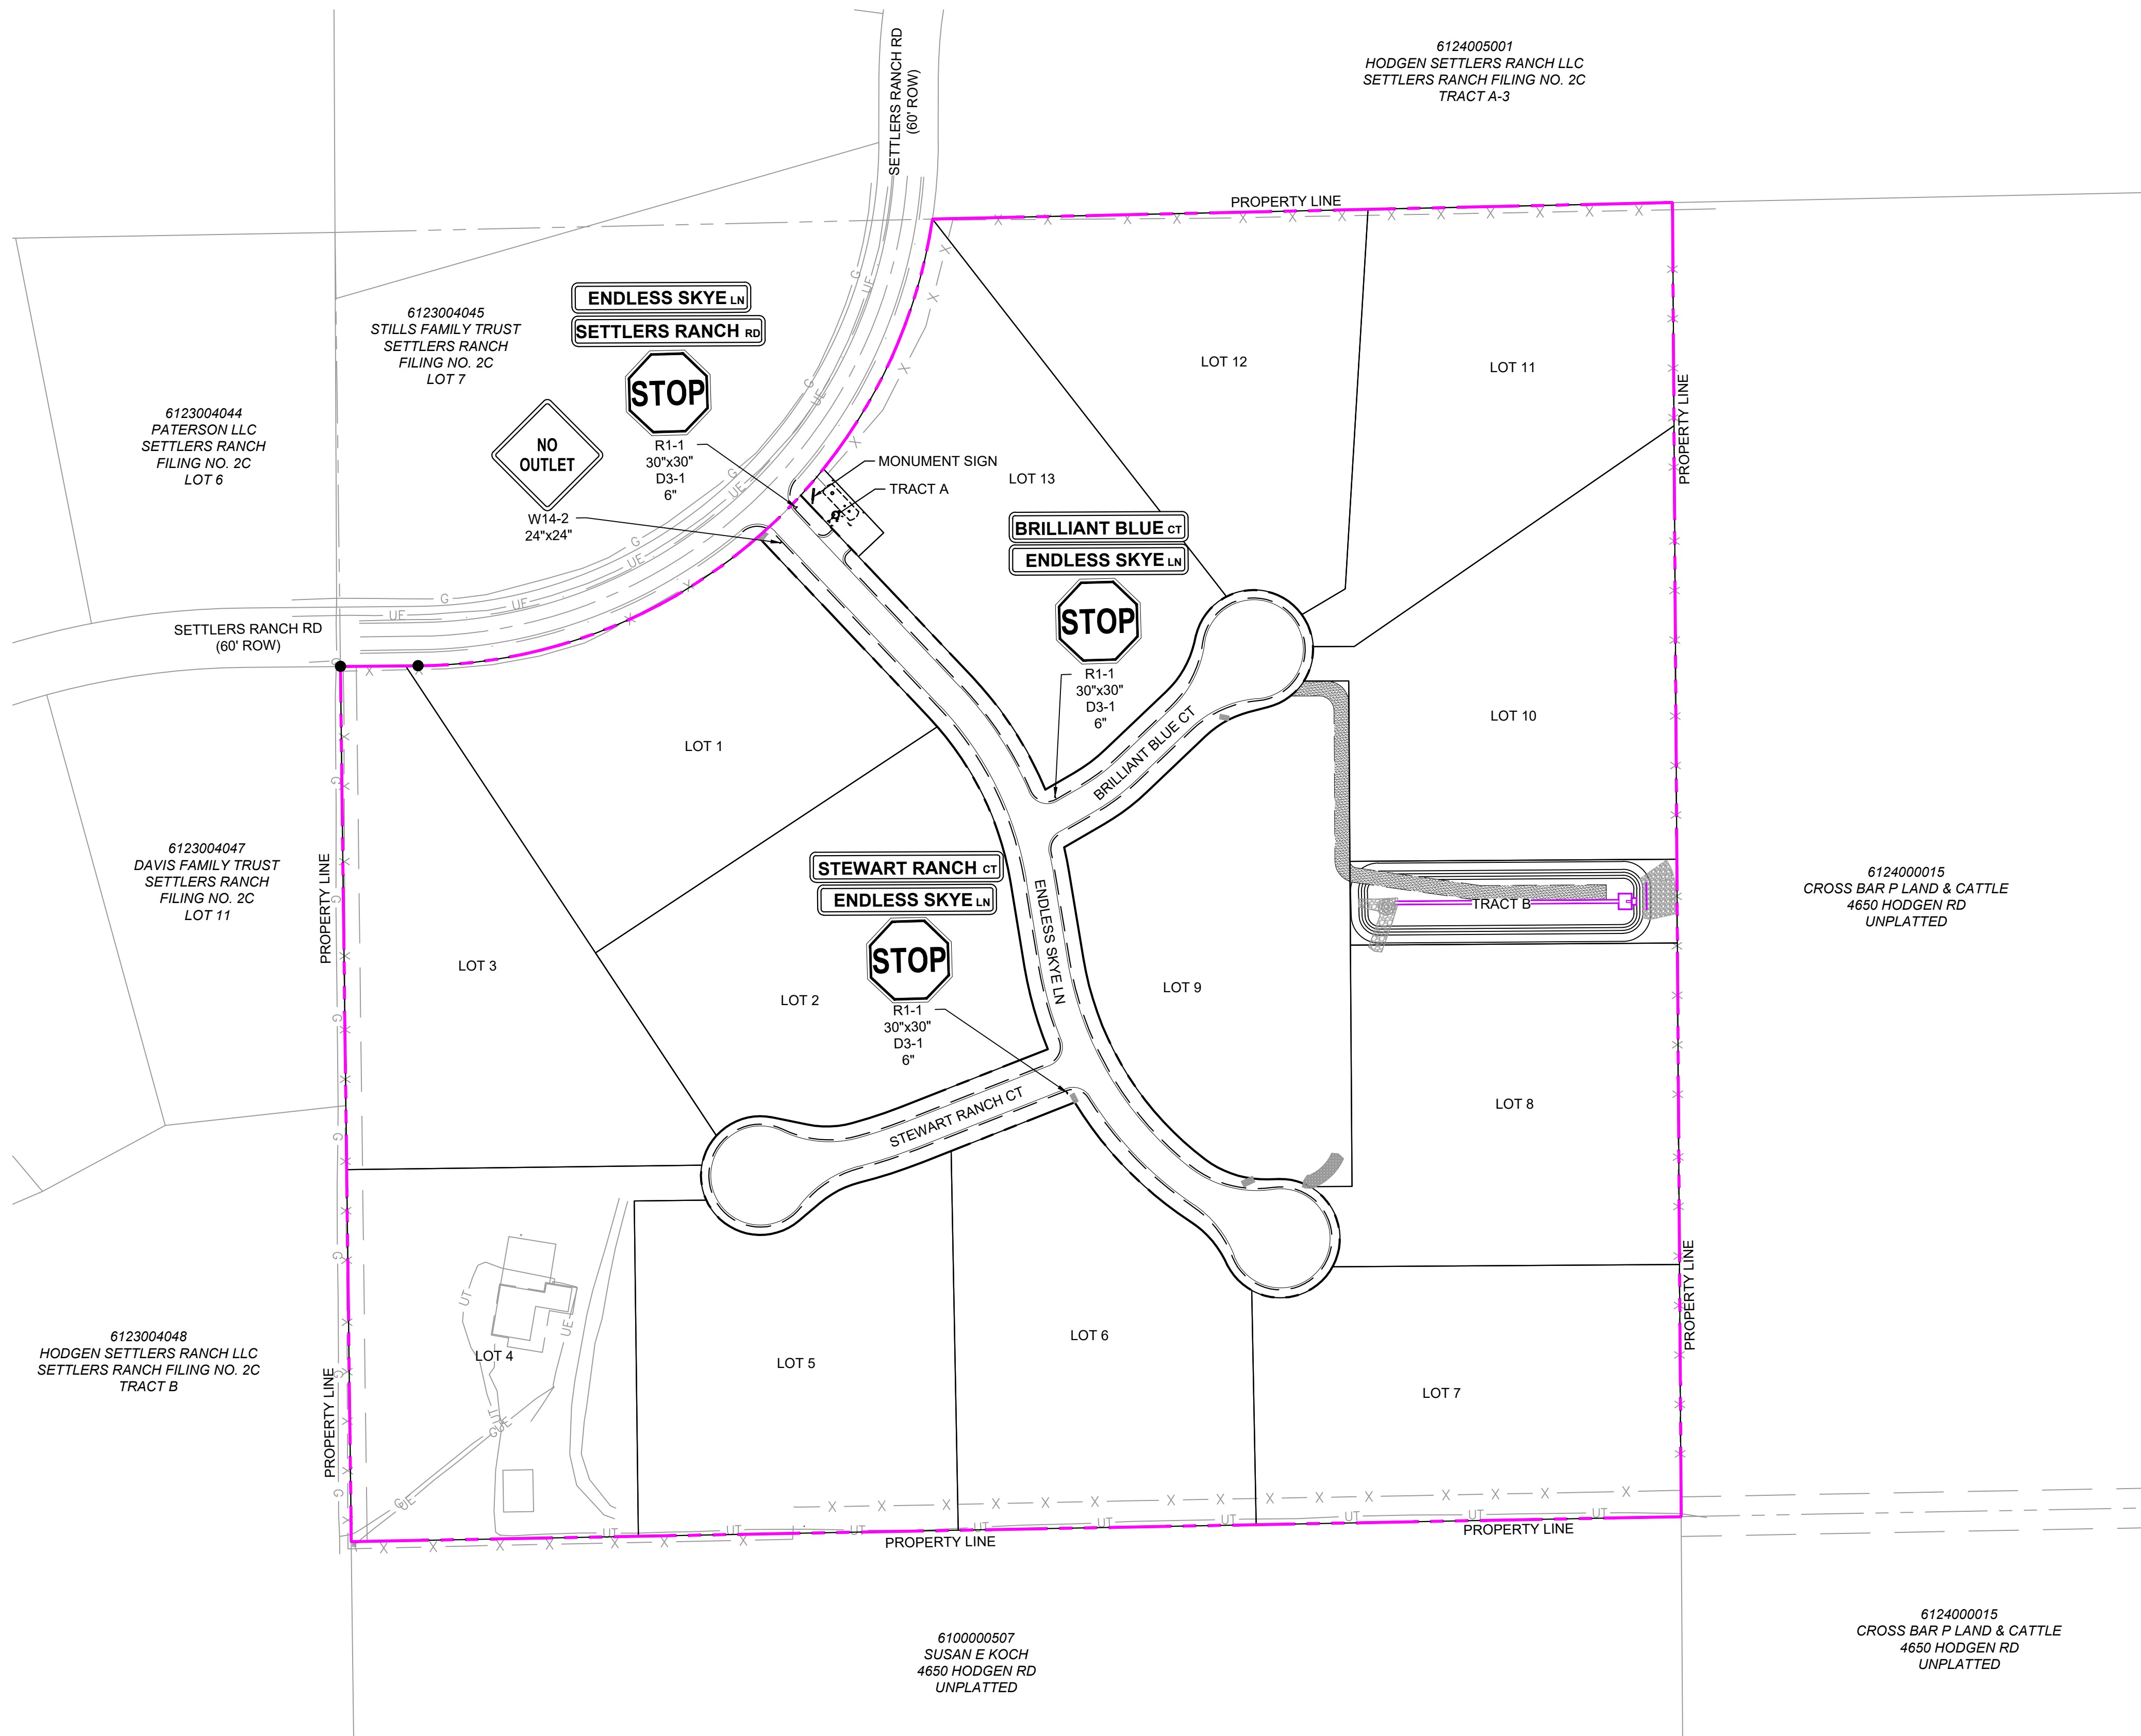 6124005001
HODGEN SETTLERS RANCH LLC
SETTLERS RANCH FILING NO. 2C
TRACT A-3
SETTLERS RANCH RD
(60' ROW)
PROPERTY LINE
ENDLESS SKYE LN
SETTLERS RANCH RD
STOP
R1-1
30"x30"
D3-1
6"
6123004045
STILLS FAMILY TRUST
SETTLERS RANCH
FILING NO. 2C
LOT 7
6123004044
PATERSON LLC
SETTLERS RANCH
FILING NO. 2C
LOT 6
NO
OUTLET
W14-2
24"x24"
MONUMENT SIGN
TRACT A
LOT 13
LOT 12
LOT 11
PROPERTY LINE
BRILLIANT BLUE CT
ENDLESS SKYE LN
STOP
R1-1
30"x30"
D3-1
6"
SETTLERS RANCH RD
(60' ROW)
LOT 1
BRILLIANT BLUE CT
LOT 10
6123004047
DAVIS FAMILY TRUST
SETTLERS RANCH
FILING NO. 2C
LOT 11
PROPERTY LINE
STEWART RANCH CT
ENDLESS SKYE LN
STOP
R1-1
30"x30"
D3-1
6"
ENDLESS SKYE LN
TRACT B
6124000015
CROSS BAR P LAND & CATTLE
4650 HODGEN RD
UNPLATTED
LOT 3
LOT 2
LOT 9
STEWART RANCH CT
LOT 8
PROPERTY LINE
6123004048
HODGEN SETTLERS RANCH LLC
SETTLERS RANCH FILING NO. 2C
TRACT B
PROPERTY LINE
LOT 4
LOT 5
LOT 6
LOT 7
PROPERTY LINE
PROPERTY LINE
6100000507
SUSAN E KOCH
4650 HODGEN RD
UNPLATTED
6124000015
CROSS BAR P LAND & CATTLE
4650 HODGEN RD
UNPLATTED